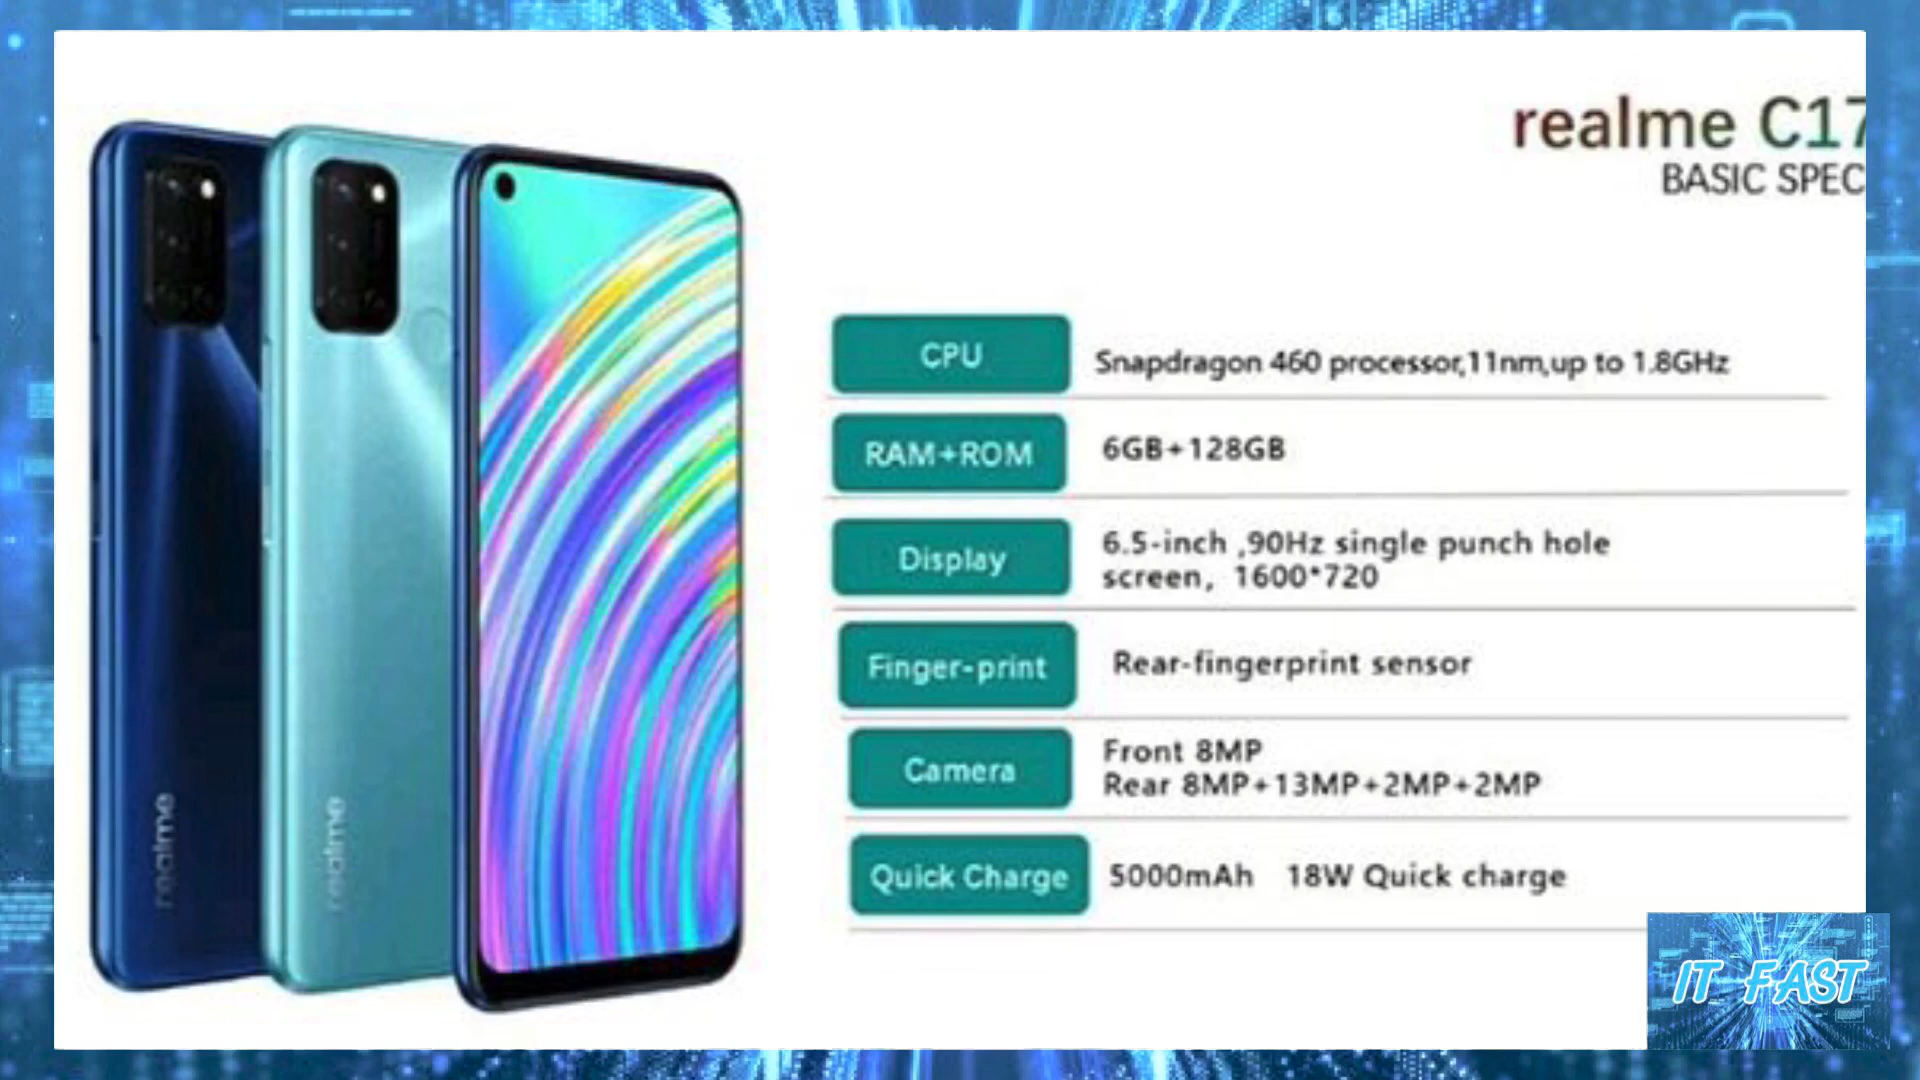 realme C17
BASIC SPEC
CPU
Snapdragon 460 processor,11nm,up to 1.8GHz
RAM+ROM
6GB+128GB
Display
6.5-inch ,90Hz single punch hole
screen, 1600*720
Finger-print
Rear-fingerprint sensor
Camera
Front 8MP
Rear 8MP+13MP+2MP+2MP
Quick Charge
5000mAh 18W Quick charge
realme
realme
IT FAST